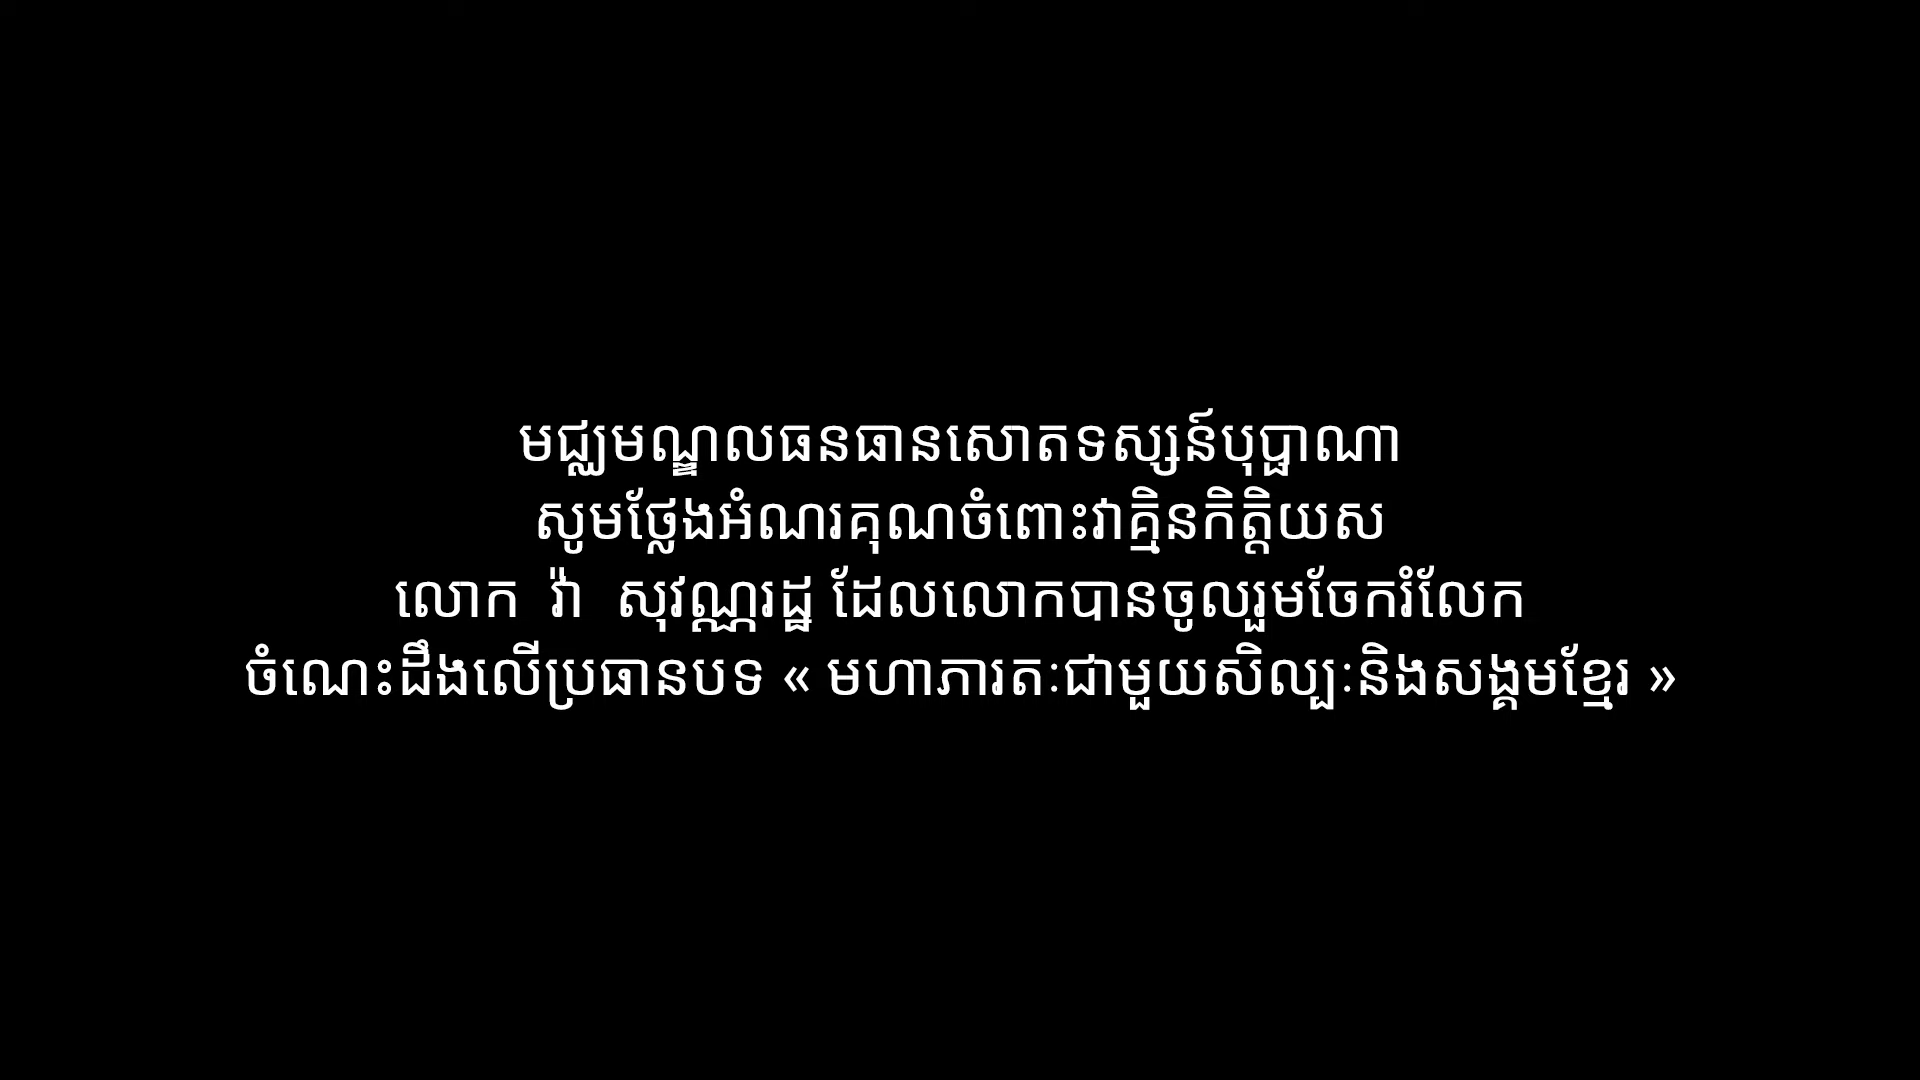 មជ្ឈមណ្ឌលធនធានសោតទស្សន៍បុប្ផាណា
សូមថ្លែងអំណរគុណចំពោះវាគ្មិនកិត្តិយស
លោក វ៉ា សុវណ្ណរដ្ឋ ដែលលោកបានចូលរួមចែករំលែក
ចំណេះដឹងលើប្រធានបទ « មហាភារតៈជាមួយសិល្បៈនិងសង្គមខ្មែរ »